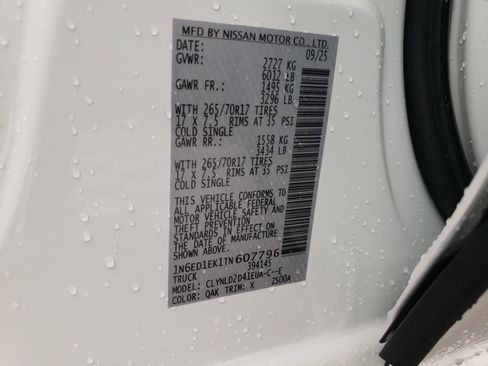 MFD BY NISSAN MOTOR CO., LTD.
DATE: 09/25
GVWR: 2727 KG
6012 LB
GAWR FR.: 1495 KG
3296 LB
WITH 265/70R17 TIRES
17 X 7.5 RIMS AT 35 PSI
COLD SINGLE
GAWR RR.: 1558 KG
3434 LB
WITH 265/70R17 TIRES
17 X 7.5 RIMS AT 35 PSI
COLD SINGLE
THIS VEHICLE CONFORMS TO
ALL APPLICABLE FEDERAL
MOTOR VEHICLE SAFETY AND
THEFT PREVENTION
STANDARDS IN EFFECT ON
THE DATE OF MANUFACTURE
SHOWN ABOVE.
1N6ED1EK1TN607796
TRUCK 394145
MODEL: CLYNLD2D41EUA-C--E
COLOR: QAK TRIM: X 2S00A